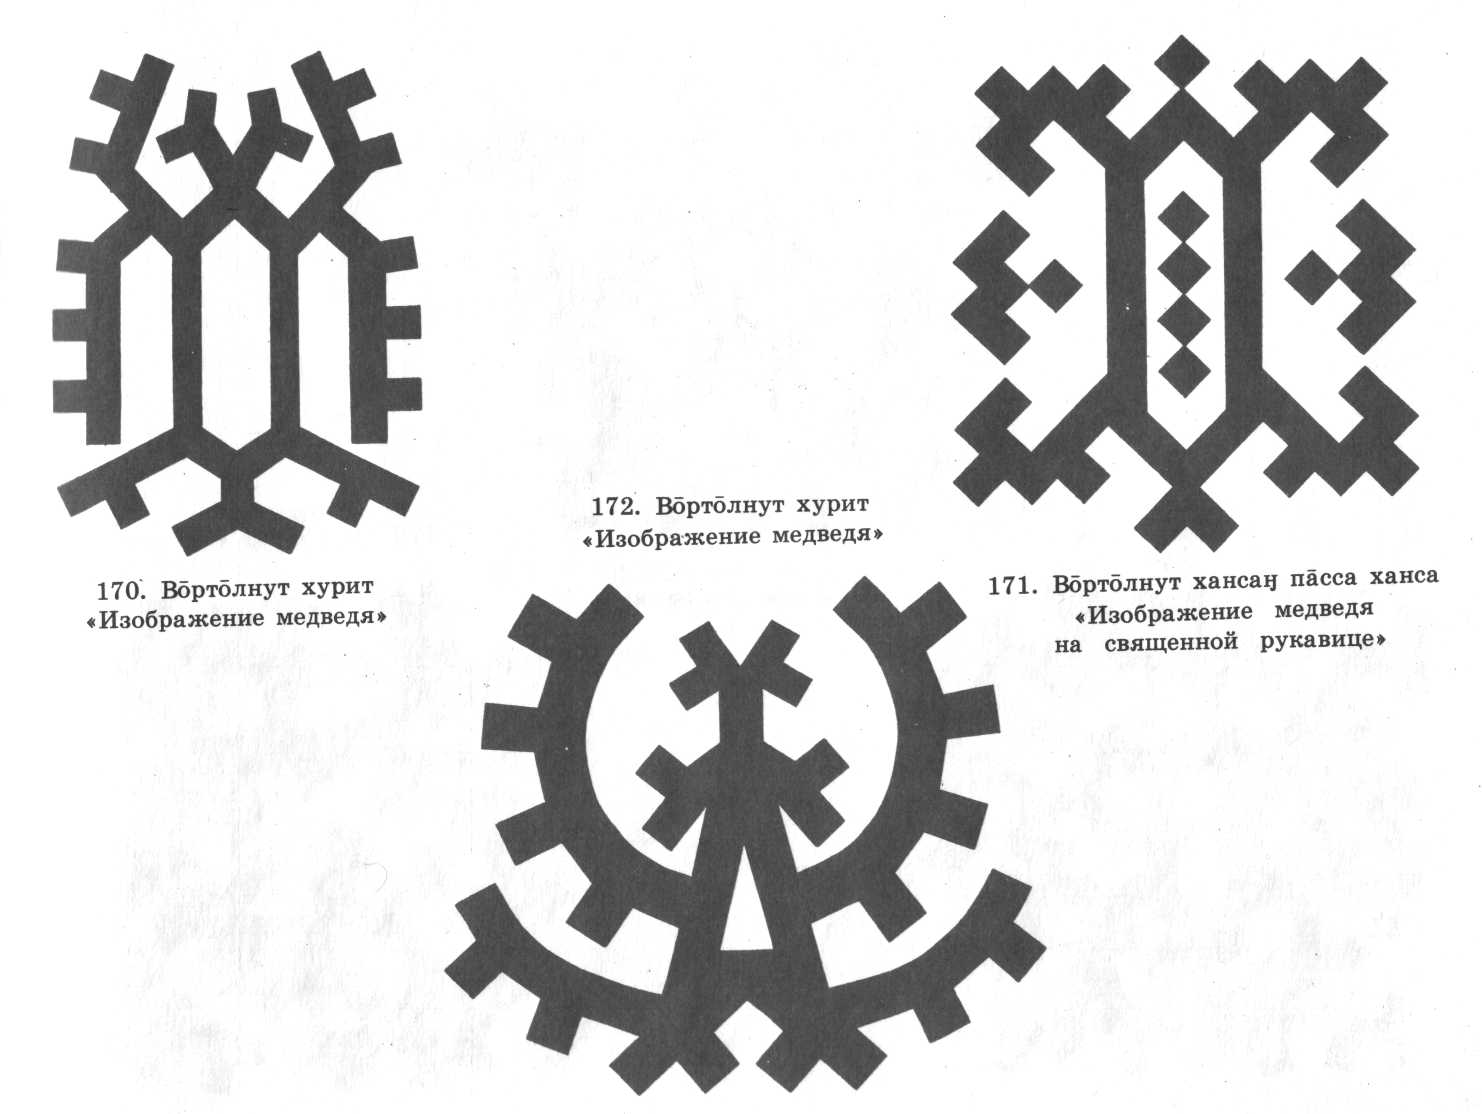 172. Во̄рто̄лнут хурит
«Изображение медведя»
170. Во̄рто̄лнут хурит
«Изображение медведя»
171. Во̄рто̄лнут хансаӈ па̄сса ханса
«Изображение медведя
на священной рукавице»